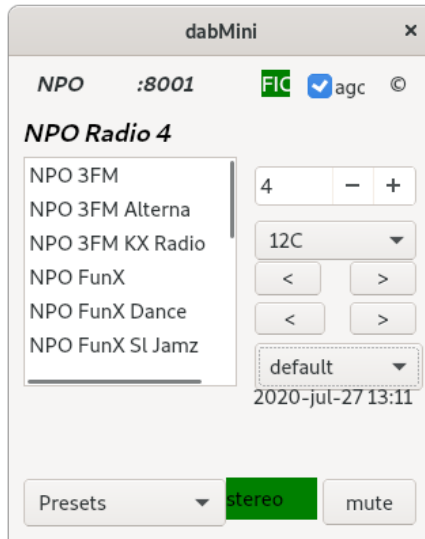 dabMini ×
NPO :8001 FIC agc ©
NPO Radio 4
NPO 3FM
NPO 3FM Alterna
NPO 3FM KX Radio
NPO FunX
NPO FunX Dance
NPO FunX Sl Jamz
4 − +
12C
< >
< >
default
2020-jul-27 13:11
Presets stereo mute